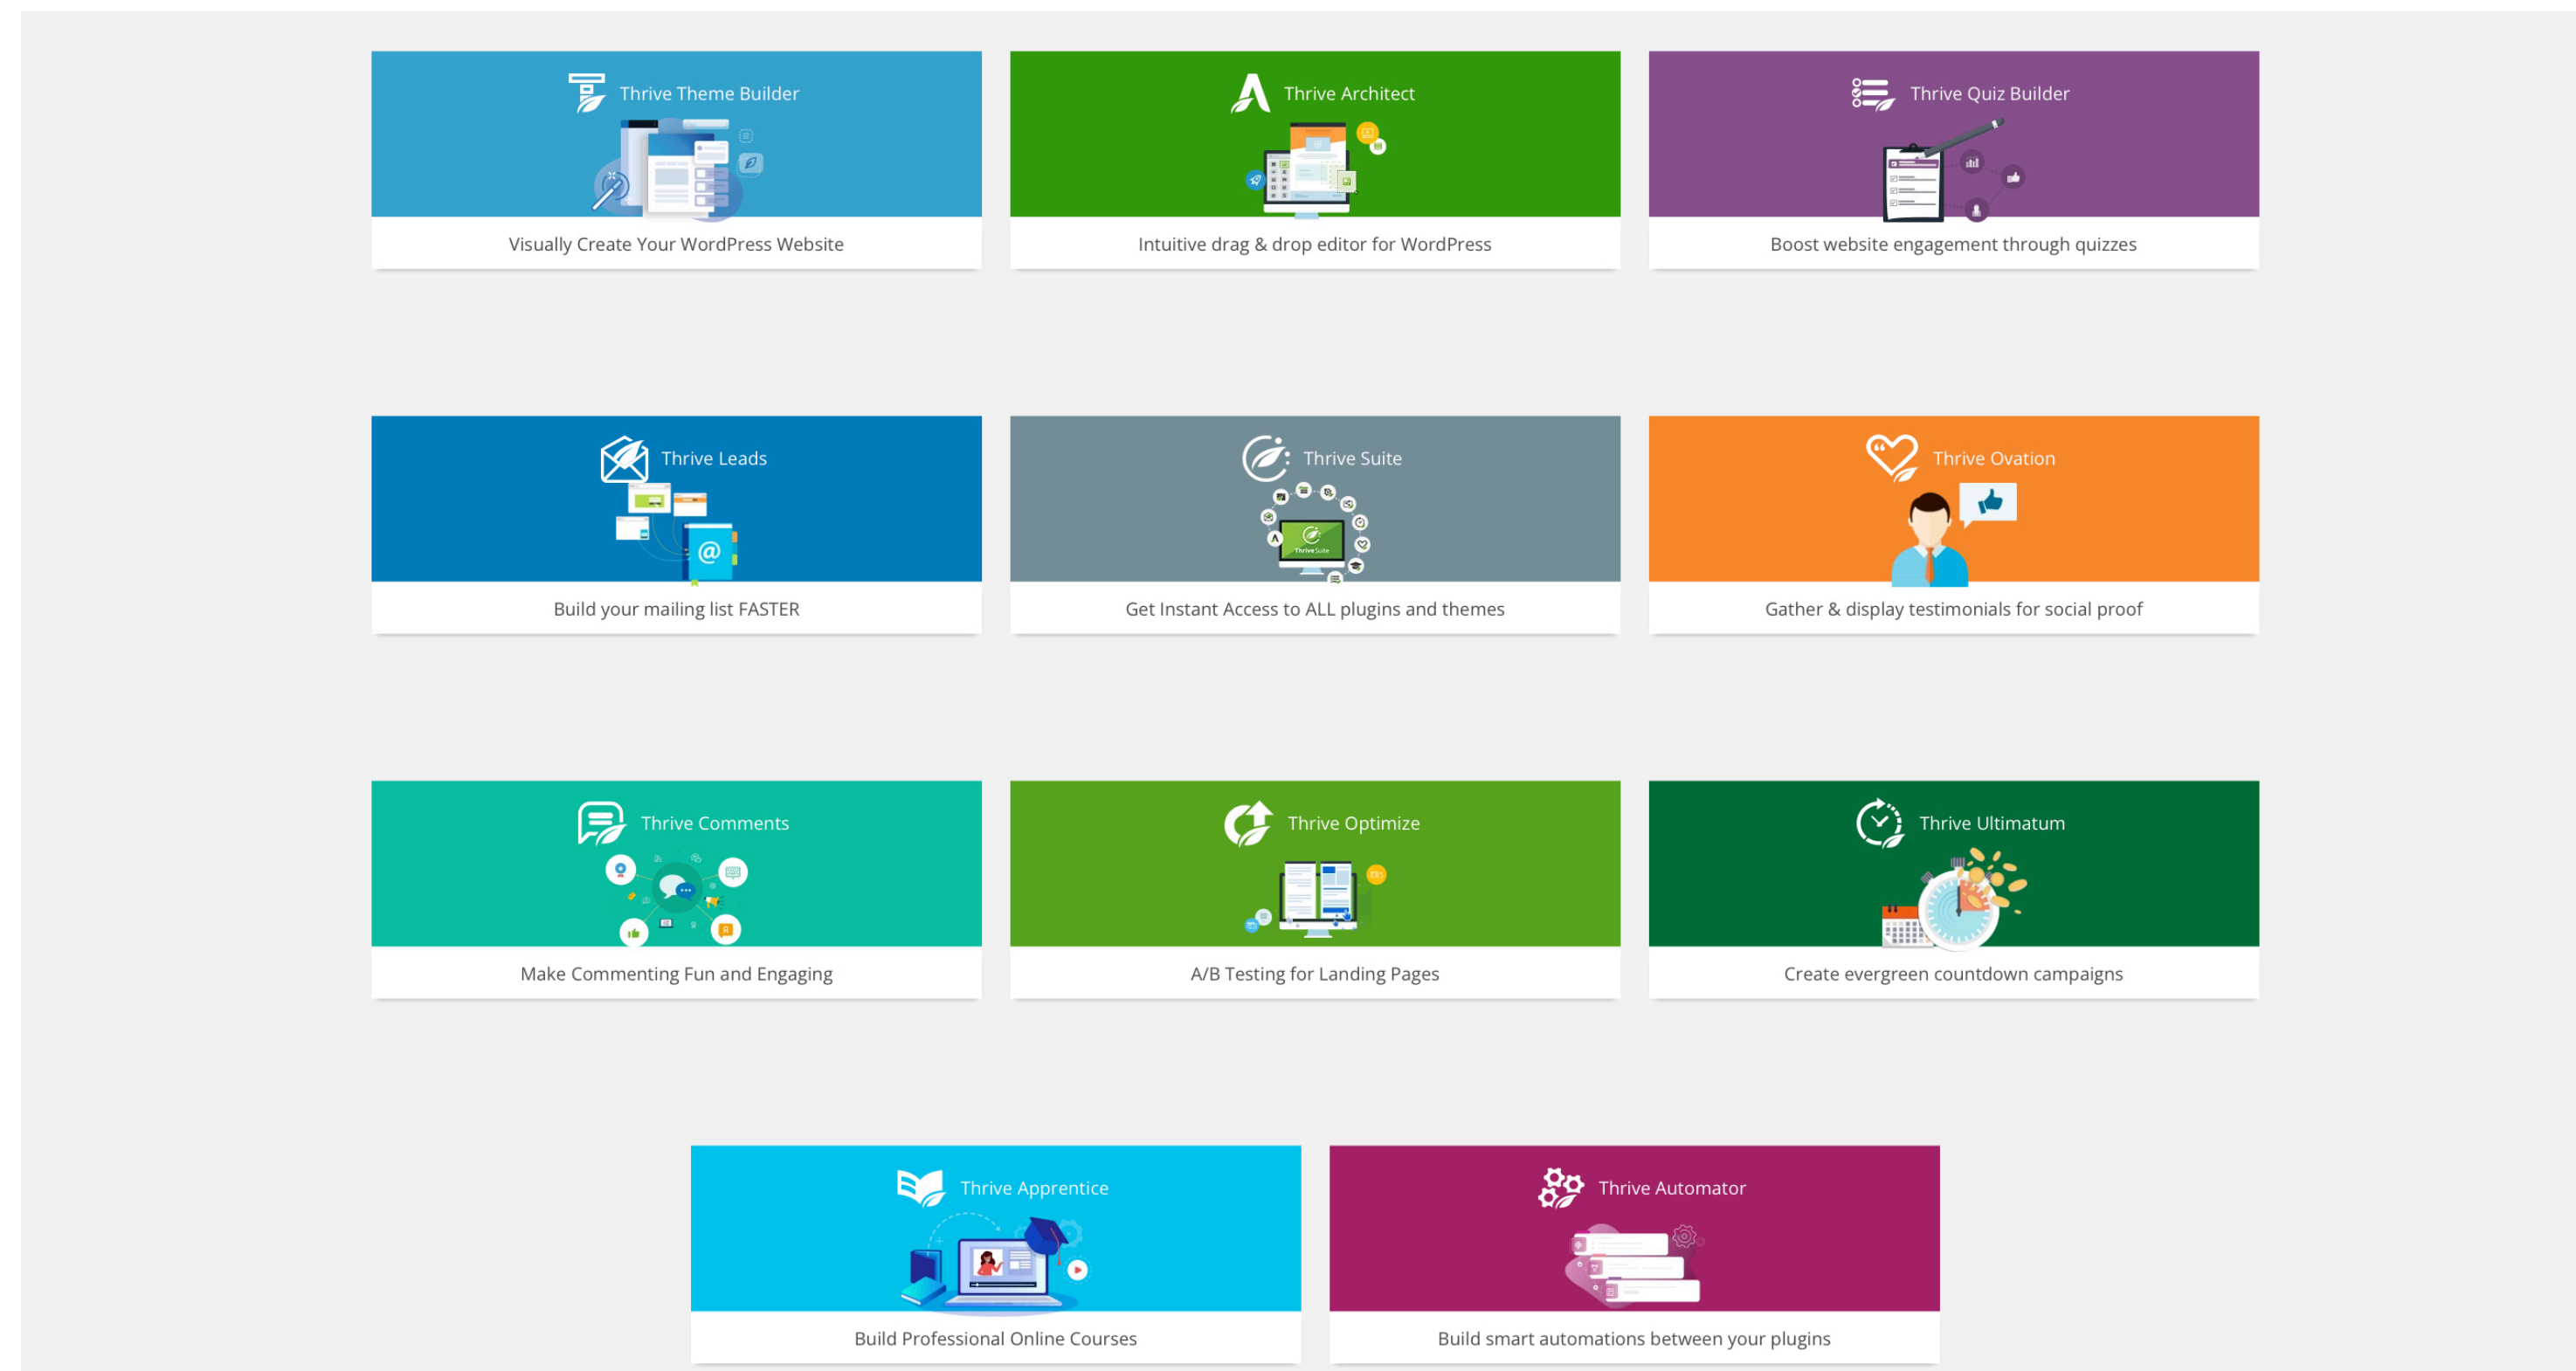 Thrive Theme Builder
Visually Create Your WordPress Website
Thrive Architect
Intuitive drag & drop editor for WordPress
Thrive Quiz Builder
Boost website engagement through quizzes
Thrive Leads
@
Build your mailing list FASTER
Thrive Suite
Thrive Suite
Get Instant Access to ALL plugins and themes
Thrive Ovation
Gather & display testimonials for social proof
Thrive Comments
Make Commenting Fun and Engaging
Thrive Optimize
A/B Testing for Landing Pages
Thrive Ultimatum
Create evergreen countdown campaigns
Thrive Apprentice
Build Professional Online Courses
Thrive Automator
Build smart automations between your plugins